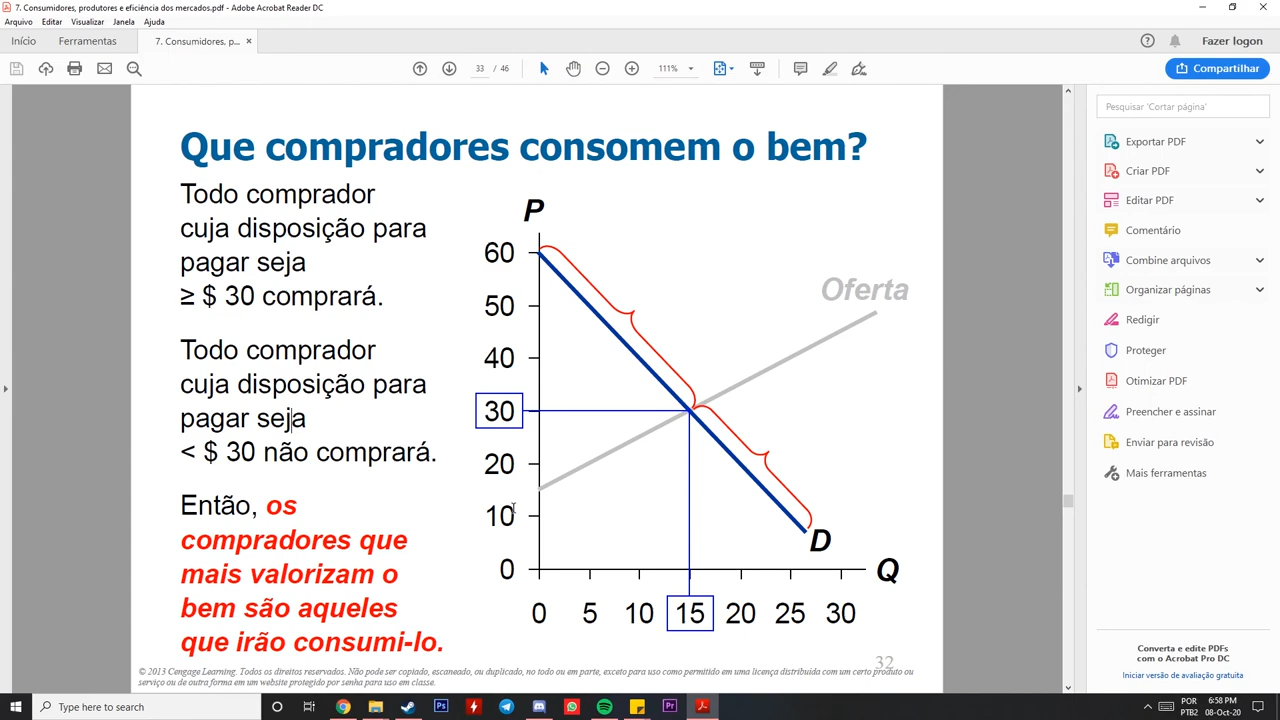 7. Consumidores, produtores e eficiência dos mercados.pdf - Adobe Acrobat Reader DC
Arquivo Editar Visualizar Janela Ajuda
Início Ferramentas 7. Consumidores, p... × Fazer logon
33 / 46 111% Compartilhar
Que compradores consomem o bem?
Todo comprador
cuja disposição para
pagar seja
≥ $ 30 comprará.
Todo comprador
cuja disposição para
pagar seja
< $ 30 não comprará.
Então, os
compradores que
mais valorizam o
bem são aqueles
que irão consumi-lo.
P
60
50
40
30
20
10
0
Oferta
D
Q
0 5 10 15 20 25 30
32
© 2013 Cengage Learning. Todos os direitos reservados. Não pode ser copiado, escaneado, ou duplicado, no todo ou em parte, exceto para uso como permitido em uma licença distribuída com um certo produto ou
serviço ou de outra forma em um website protegido por senha para uso em classe.
Pesquisar 'Cortar página'
Exportar PDF
Criar PDF
Editar PDF
Comentário
Combine arquivos
Organizar páginas
Redigir
Proteger
Otimizar PDF
Preencher e assinar
Enviar para revisão
Mais ferramentas
Converta e edite PDFs
com o Acrobat Pro DC
Iniciar versão de avaliação gratuita
Type here to search
Ps
Pr
POR
PTB2
6:58 PM
08-Oct-20